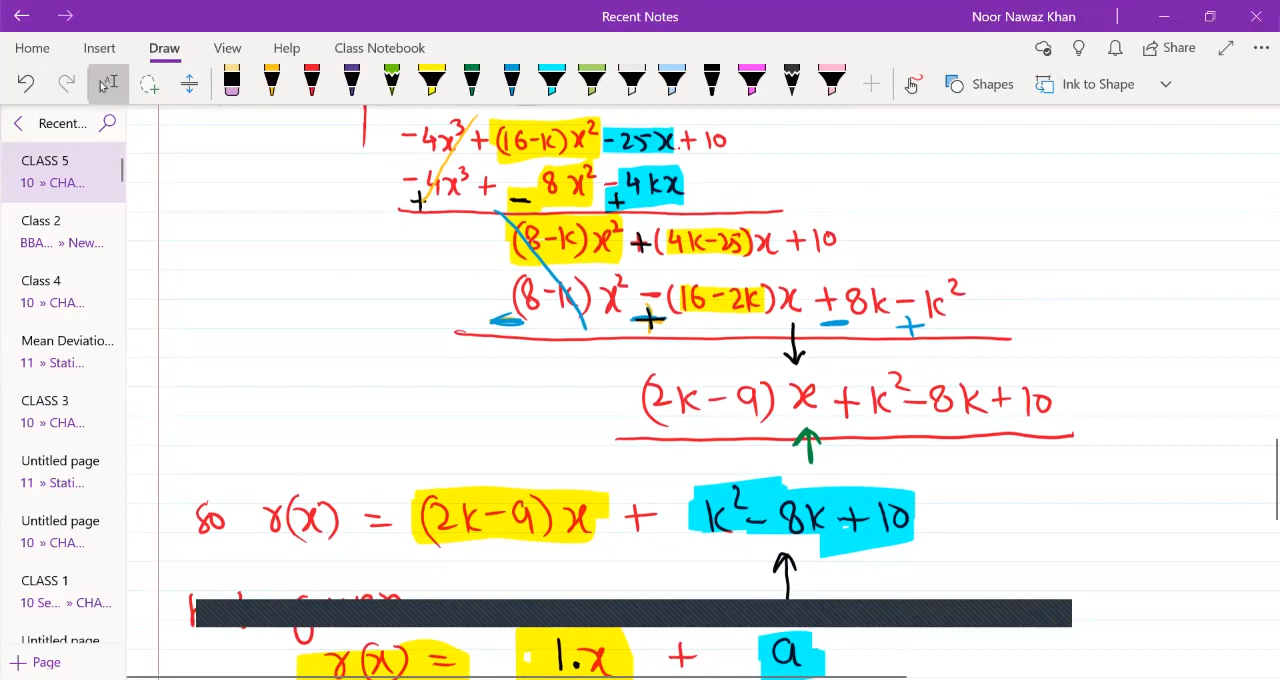 Recent Notes
Noor Nawaz Khan
Home Insert Draw View Help Class Notebook Share
Shapes Ink to Shape
Recent...
CLASS 5
10 » CHA...
Class 2
BBA... » New...
Class 4
10 » CHA...
Mean Deviatio...
11 » Stati...
CLASS 3
10 » CHA...
Untitled page
11 » Stati...
Untitled page
10 » CHA...
CLASS 1
10 Se... » CHA...
Untitled page
+ Page
-4x³ + (16-k)x² -25x + 10
-4x³ + 8x² - 4kx
+ - +
(8-k)x² + (4k-25)x + 10
(8-k)x² - (16-2k)x + 8k - k²
- + - +
(2k-9)x + k² - 8k + 10
so r(x) = (2k-9)x + k² - 8k + 10
r(x) = 1.x + a